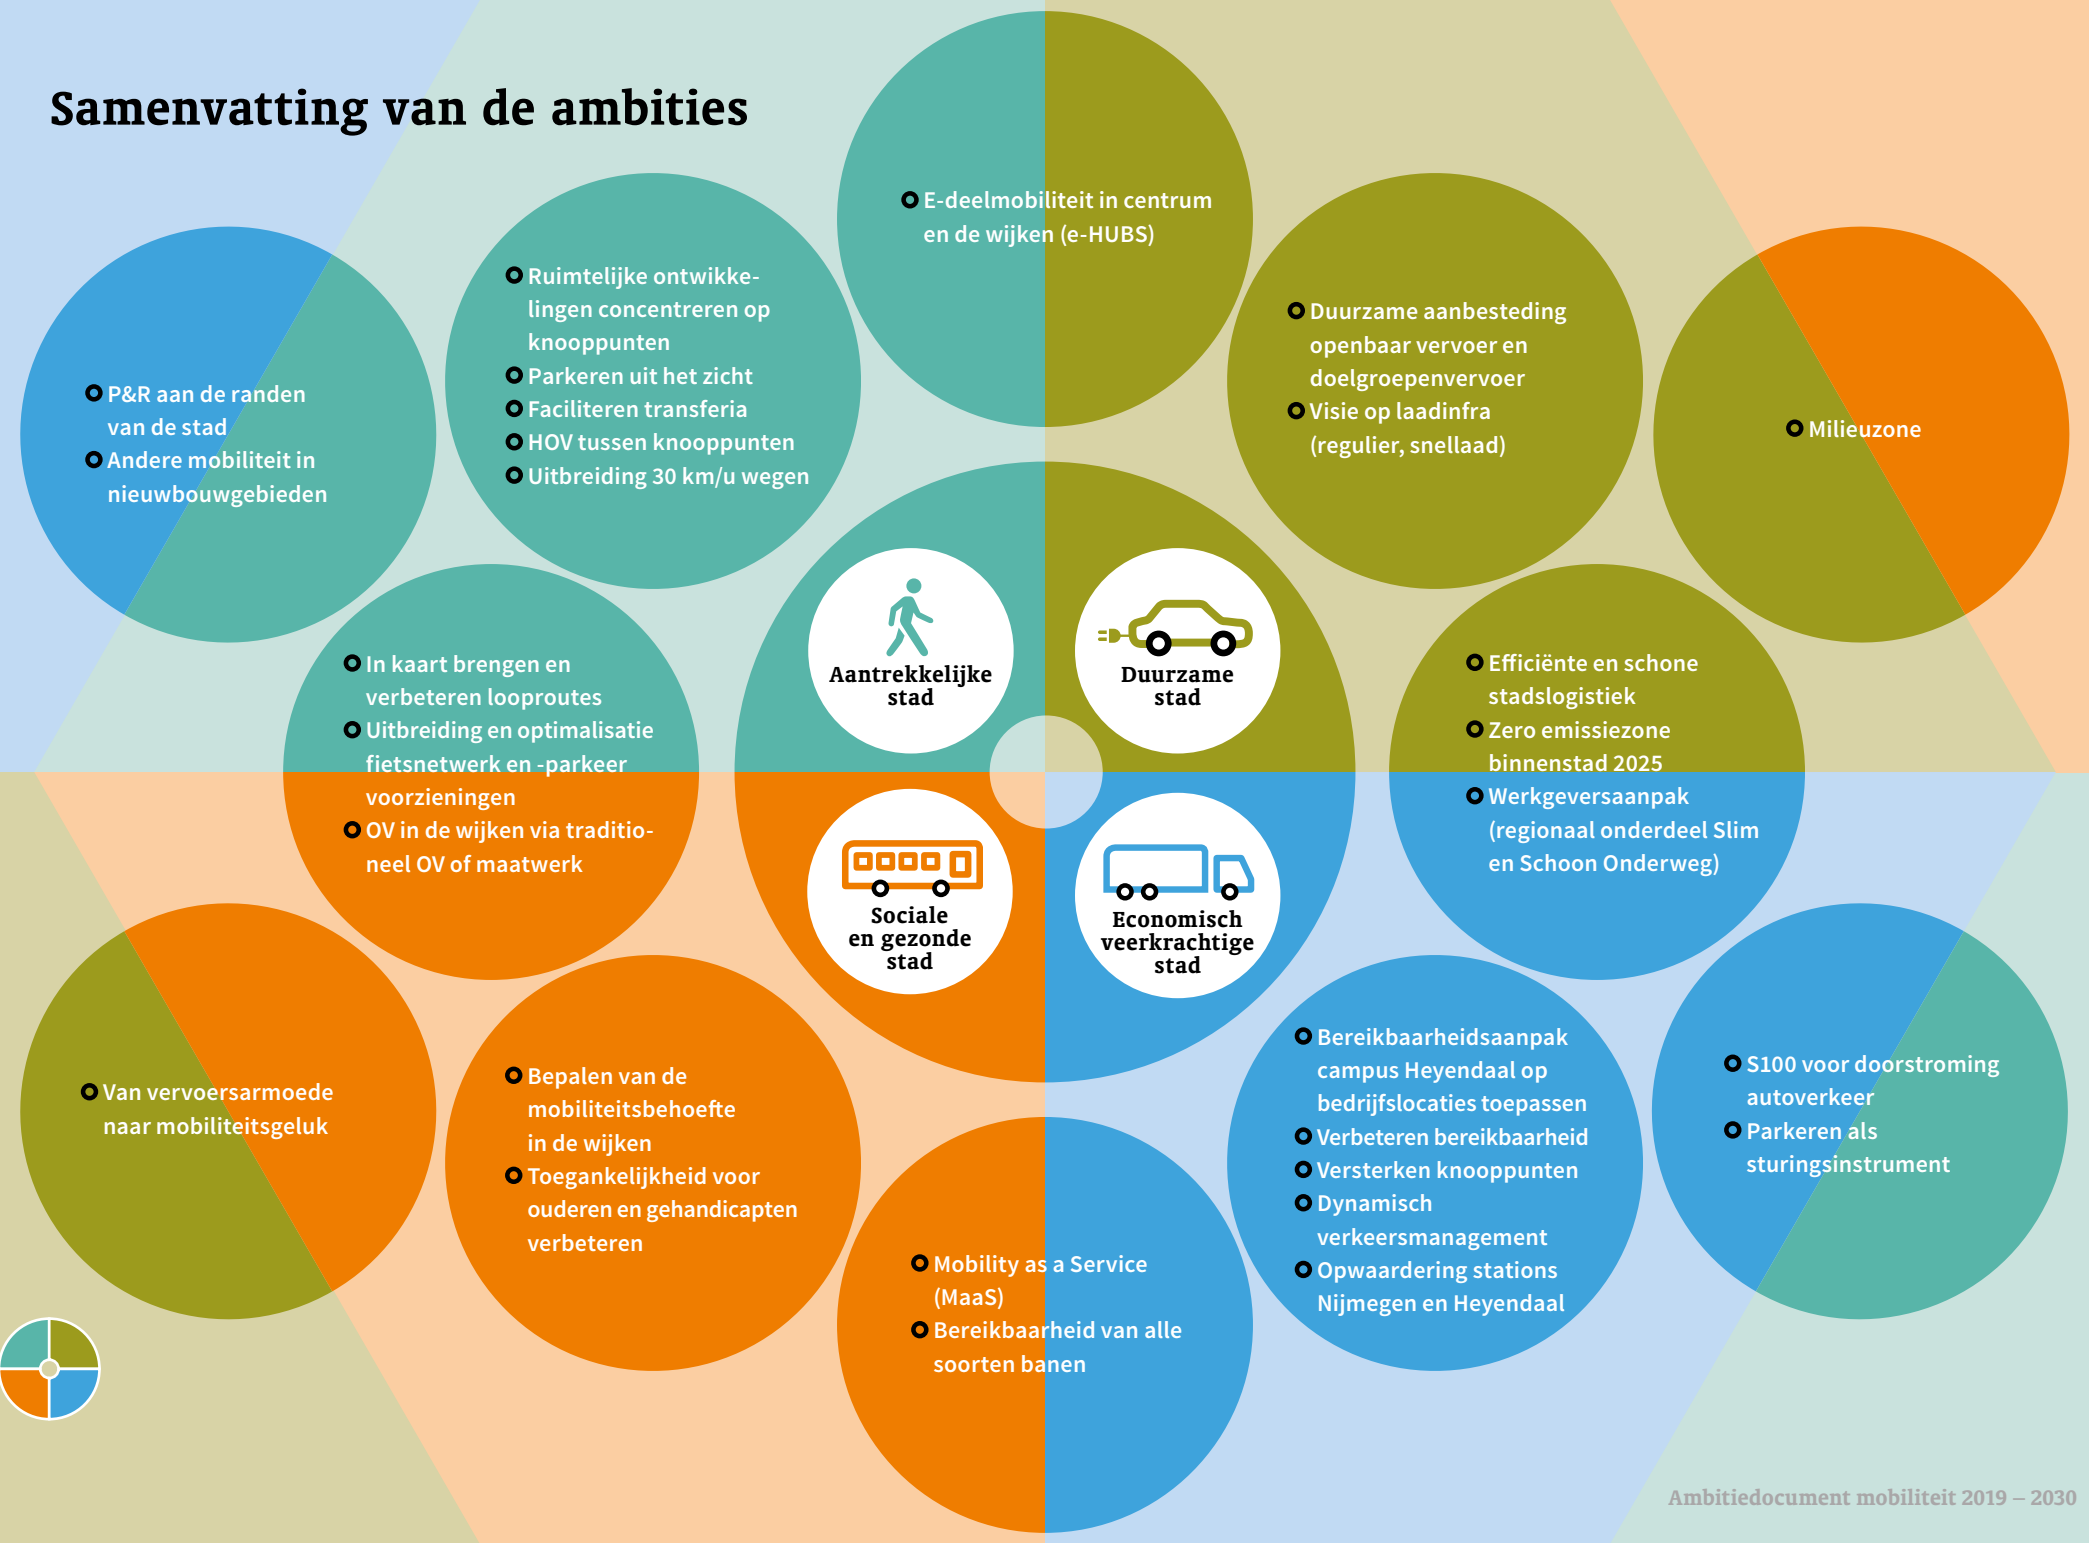 Samenvatting van de ambities
E-deelmobiliteit in centrum
en de wijken (e-HUBS)
Ruimtelijke ontwikke-
lingen concentreren op
knooppunten
Parkeren uit het zicht
Faciliteren transferia
HOV tussen knooppunten
Uitbreiding 30 km/u wegen
Duurzame aanbesteding
openbaar vervoer en
doelgroepenvervoer
Visie op laadinfra
(regulier, snellaad)
P&R aan de randen
van de stad
Andere mobiliteit in
nieuwbouwgebieden
Milieuzone
In kaart brengen en
verbeteren looproutes
Uitbreiding en optimalisatie
fietsnetwerk en -parkeer
voorzieningen
OV in de wijken via traditio-
neel OV of maatwerk
Aantrekkelijke
stad
Duurzame
stad
Sociale
en gezonde
stad
Economisch
veerkrachtige
stad
Efficiënte en schone
stadslogistiek
Zero emissiezone
binnenstad 2025
Werkgeversaanpak
(regionaal onderdeel Slim
en Schoon Onderweg)
Van vervoersarmoede
naar mobiliteitsgeluk
Bepalen van de
mobiliteitsbehoefte
in de wijken
Toegankelijkheid voor
ouderen en gehandicapten
verbeteren
Mobility as a Service
(MaaS)
Bereikbaarheid van alle
soorten banen
Bereikbaarheidsaanpak
campus Heyendaal op
bedrijfslocaties toepassen
Verbeteren bereikbaarheid
Versterken knooppunten
Dynamisch
verkeersmanagement
Opwaardering stations
Nijmegen en Heyendaal
S100 voor doorstroming
autoverkeer
Parkeren als
sturingsinstrument
Ambitiedocument mobiliteit 2019 – 2030